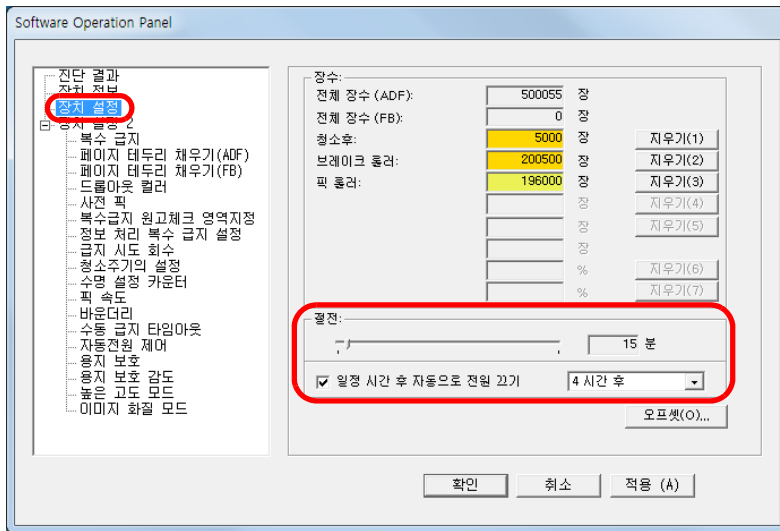 Software Operation Panel
진단 결과
장치 정보
장치 설정
장치 설정 2
복수 급지
페이지 테두리 채우기(ADF)
페이지 테두리 채우기(FB)
드롭아웃 컬러
사전 픽
복수급지 원고체크 영역지정
정보 처리 복수 급지 설정
급지 시도 회수
청소주기의 설정
수명 설정 카운터
픽 속도
바운더리
수동 급지 타임아웃
자동전원 제어
용지 보호
용지 보호 감도
높은 고도 모드
이미지 화질 모드
장수:
전체 장수 (ADF): 500055 장
전체 장수 (FB): 0 장
청소후: 5000 장 지우기(1)
브레이크 롤러: 200500 장 지우기(2)
픽 롤러: 196000 장 지우기(3)
장 지우기(4)
장 지우기(5)
장
% 지우기(6)
% 지우기(7)
절전:
15 분
일정 시간 후 자동으로 전원 끄기 4 시간 후
오프셋(O)...
확인 취소 적용 (A)